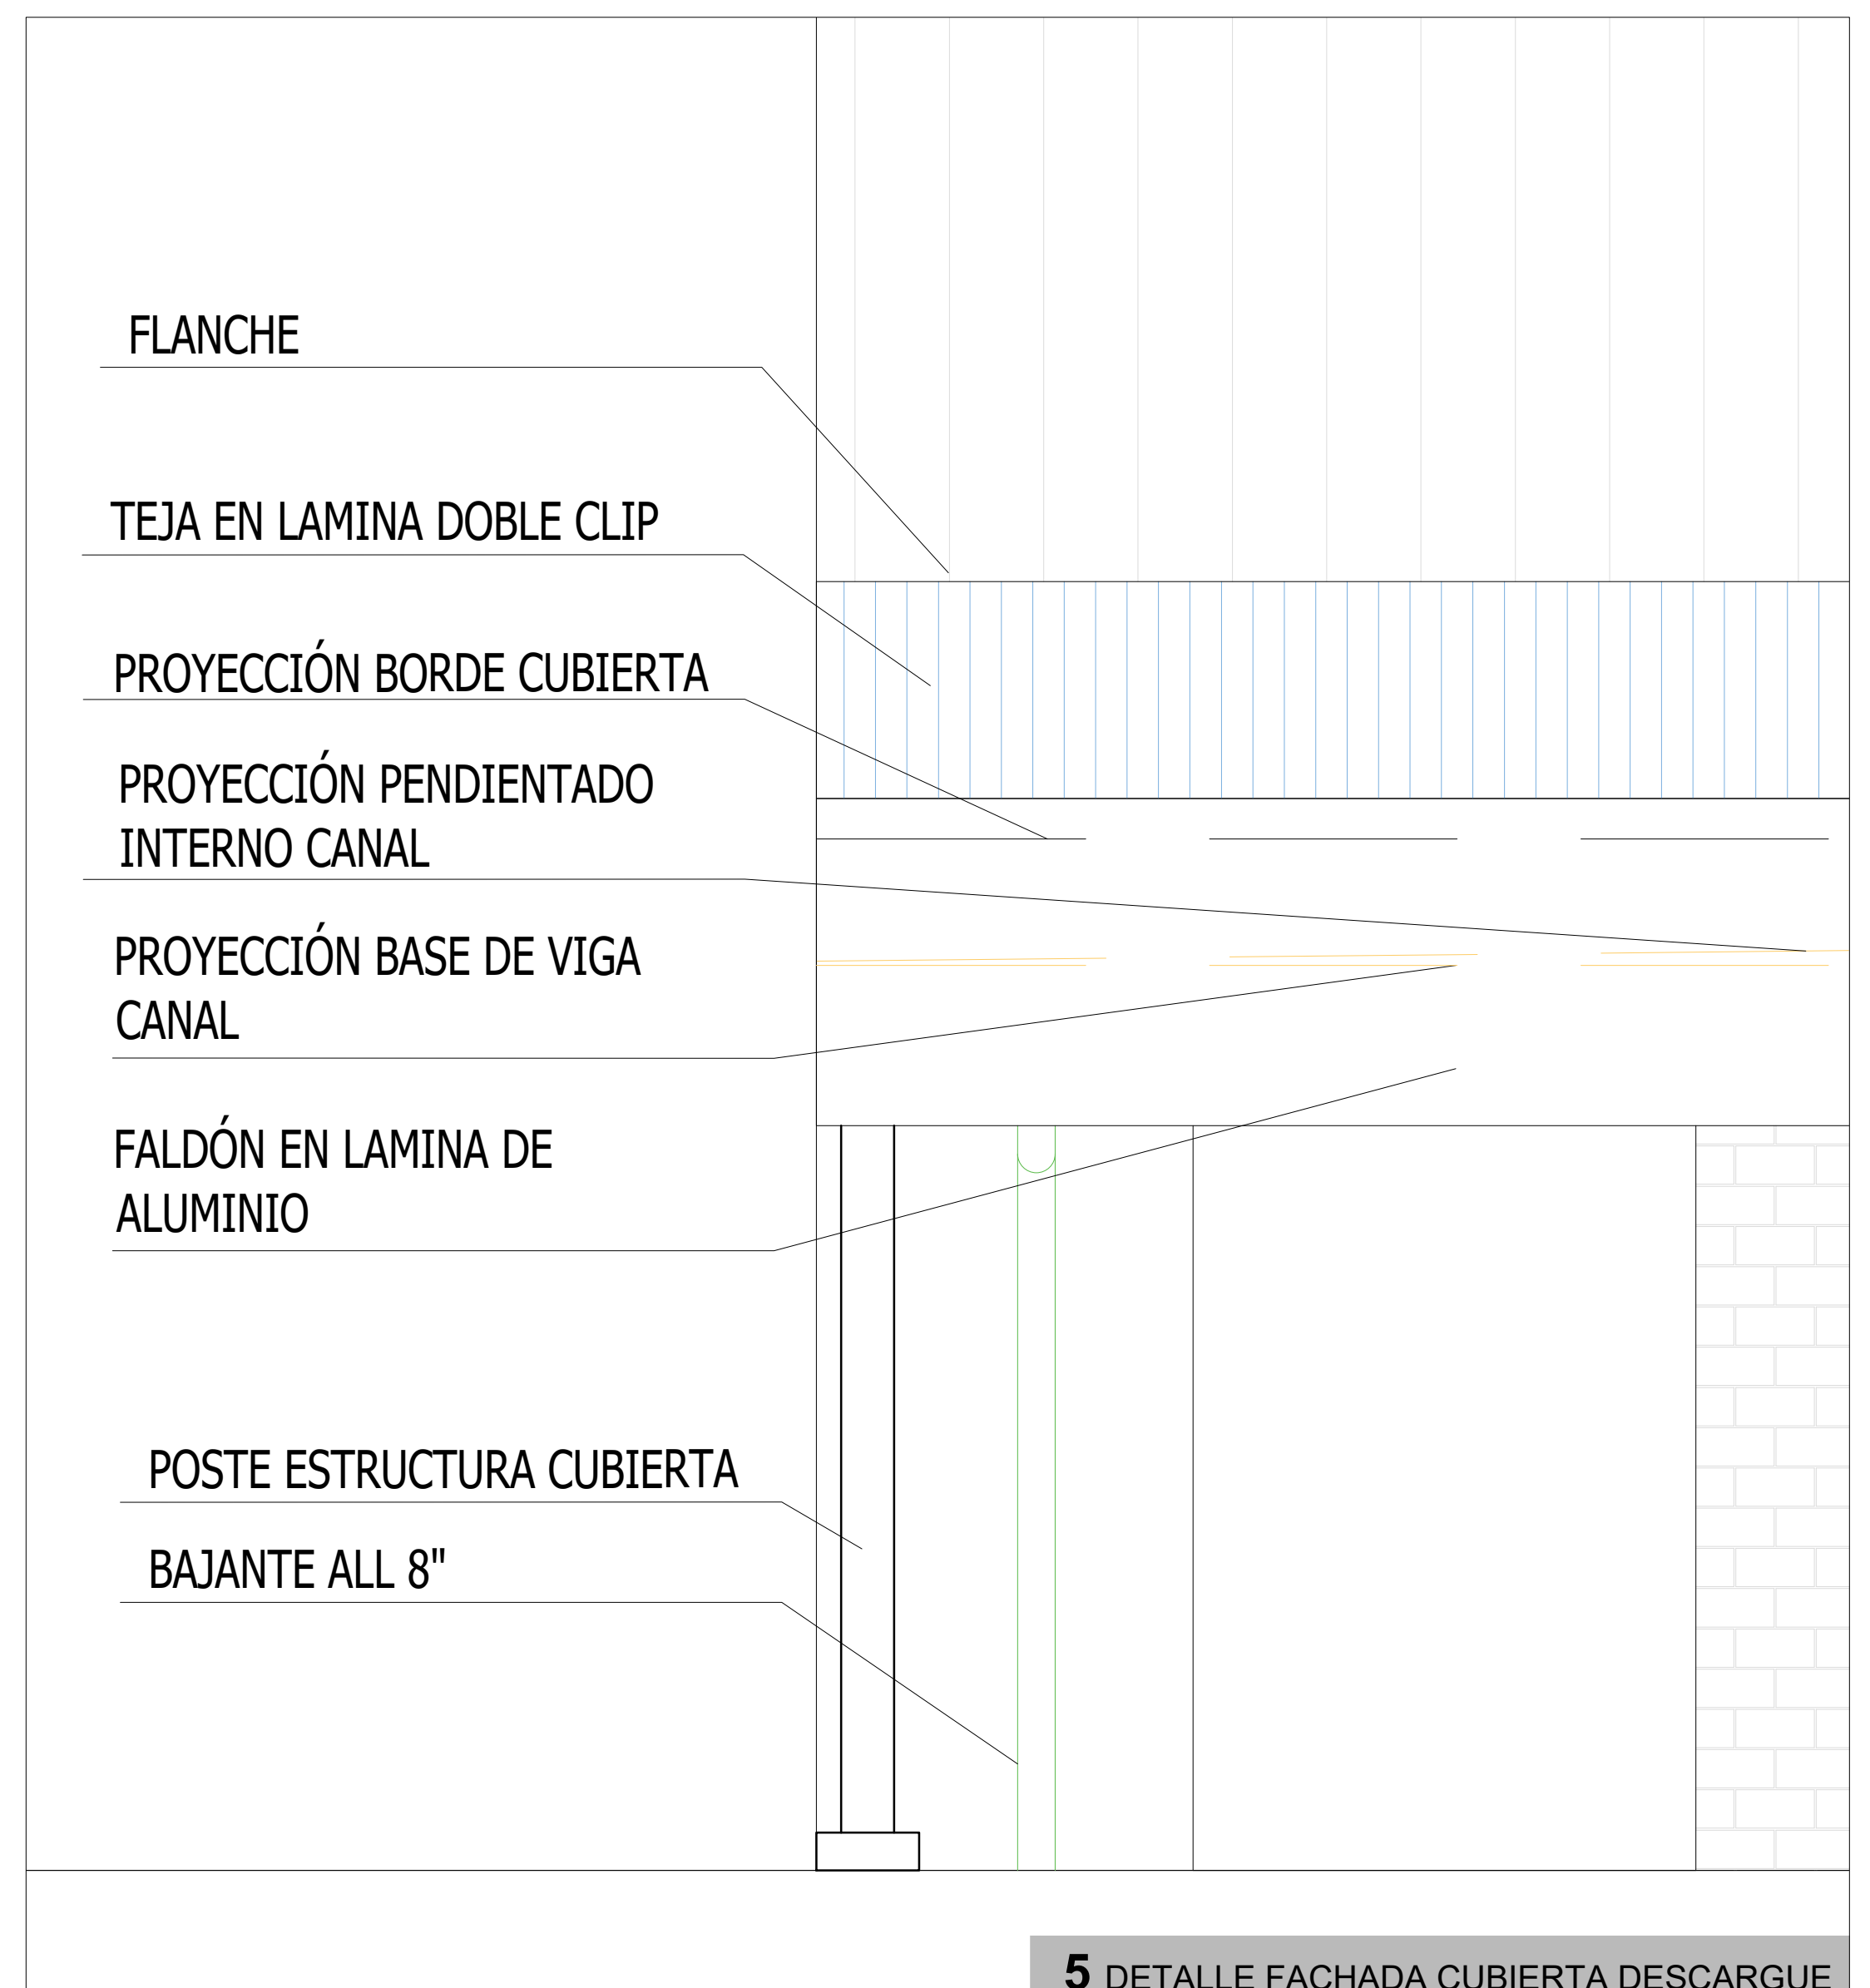 FLANCHE
TEJA EN LAMINA DOBLE CLIP
PROYECCIÓN BORDE CUBIERTA
PROYECCIÓN PENDIENTADO
INTERNO CANAL
PROYECCIÓN BASE DE VIGA
CANAL
FALDÓN EN LAMINA DE
ALUMINIO
POSTE ESTRUCTURA CUBIERTA
BAJANTE ALL 8"
5 DETALLE FACHADA CUBIERTA DESCARGUE